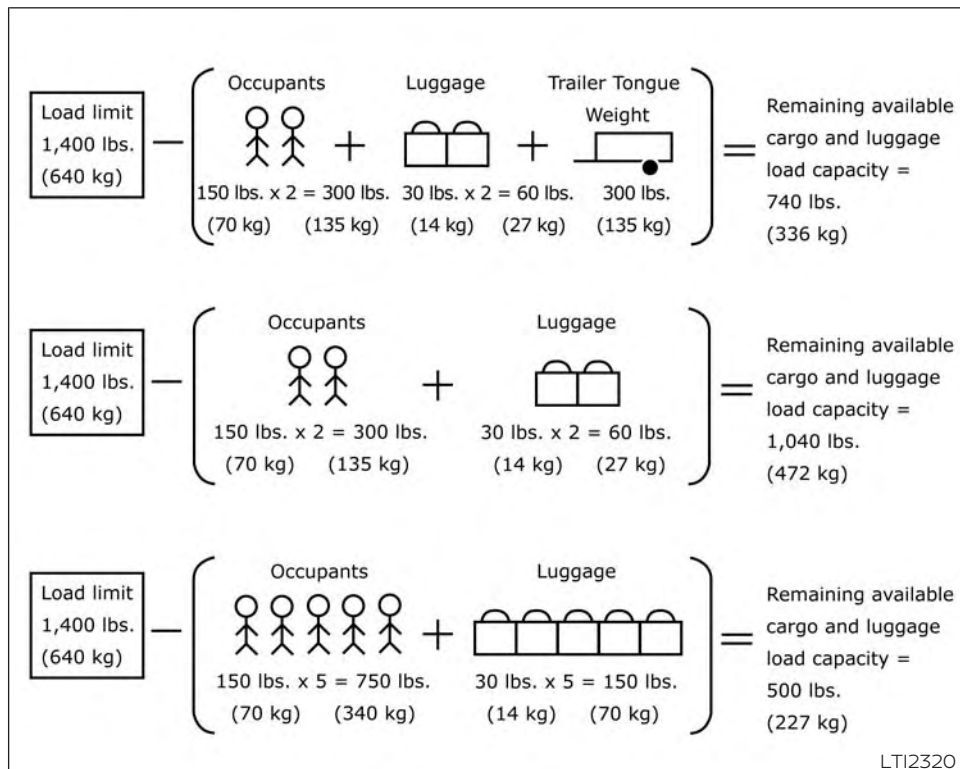 Occupants Luggage Trailer Tongue
Weight
Load limit
1,400 lbs.
(640 kg)
−
+
+
=
150 lbs. x 2 = 300 lbs. 30 lbs. x 2 = 60 lbs. 300 lbs.
(70 kg) (135 kg) (14 kg) (27 kg) (135 kg)
Remaining available
cargo and luggage
load capacity =
740 lbs.
(336 kg)
Occupants Luggage
Load limit
1,400 lbs.
(640 kg)
−
+
=
150 lbs. x 2 = 300 lbs. 30 lbs. x 2 = 60 lbs.
(70 kg) (135 kg) (14 kg) (27 kg)
Remaining available
cargo and luggage
load capacity =
1,040 lbs.
(472 kg)
Occupants Luggage
Load limit
1,400 lbs.
(640 kg)
−
+
=
150 lbs. x 5 = 750 lbs. 30 lbs. x 5 = 150 lbs.
(70 kg) (340 kg) (14 kg) (70 kg)
Remaining available
cargo and luggage
load capacity =
500 lbs.
(227 kg)
LTI2320